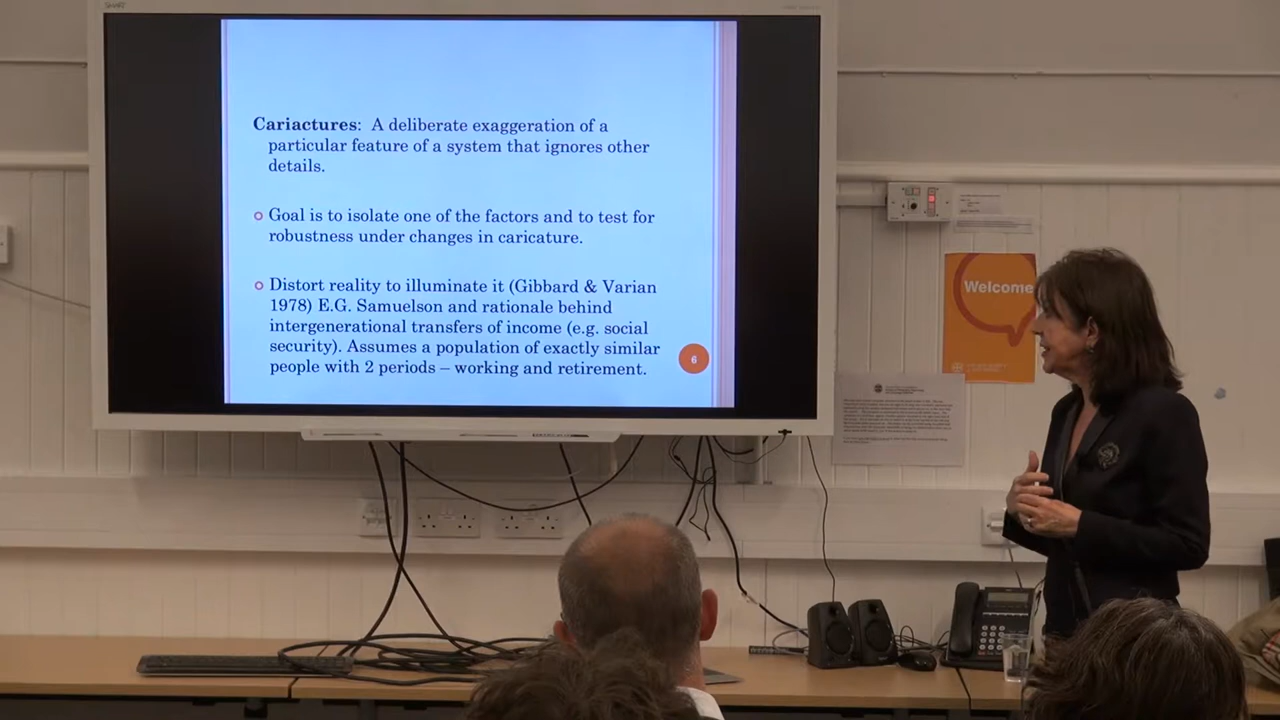 SMART
Cariactures: A deliberate exaggeration of a
particular feature of a system that ignores other
details.
Goal is to isolate one of the factors and to test for
robustness under changes in caricature.
Distort reality to illuminate it (Gibbard & Varian
1978) E.G. Samuelson and rationale behind
intergenerational transfers of income (e.g. social
security). Assumes a population of exactly similar
people with 2 periods – working and retirement.
6
Welcome